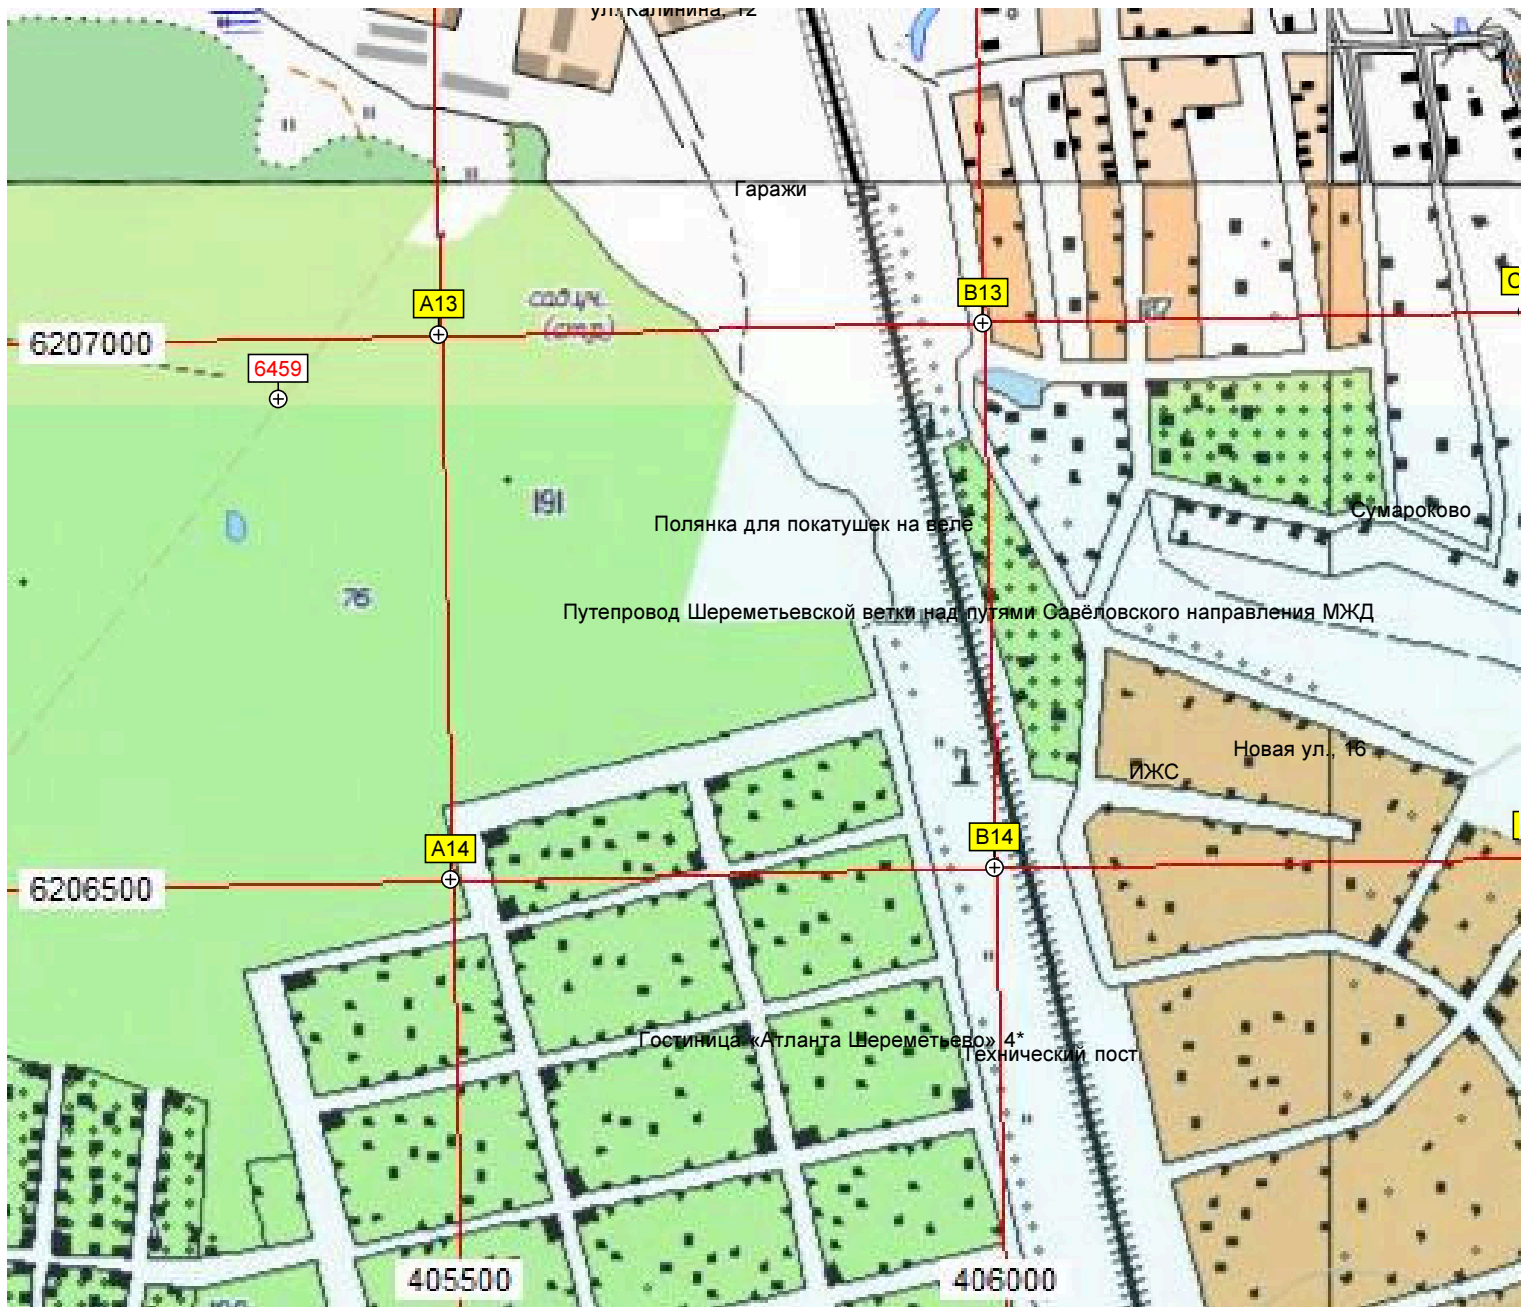 ул. Калинина, 12
Гаражи
A13
B13
сад.уч.
(стр.)
6207000
6459
191
Полянка для покатушек на веле
Сумароково
76
Путепровод Шереметьевской ветки над путями Савёловского направления МЖД
Новая ул., 16
ИЖС
A14
B14
6206500
Гостиница «Атланта Шереметьево» 4*
Технический пост
405500
406000